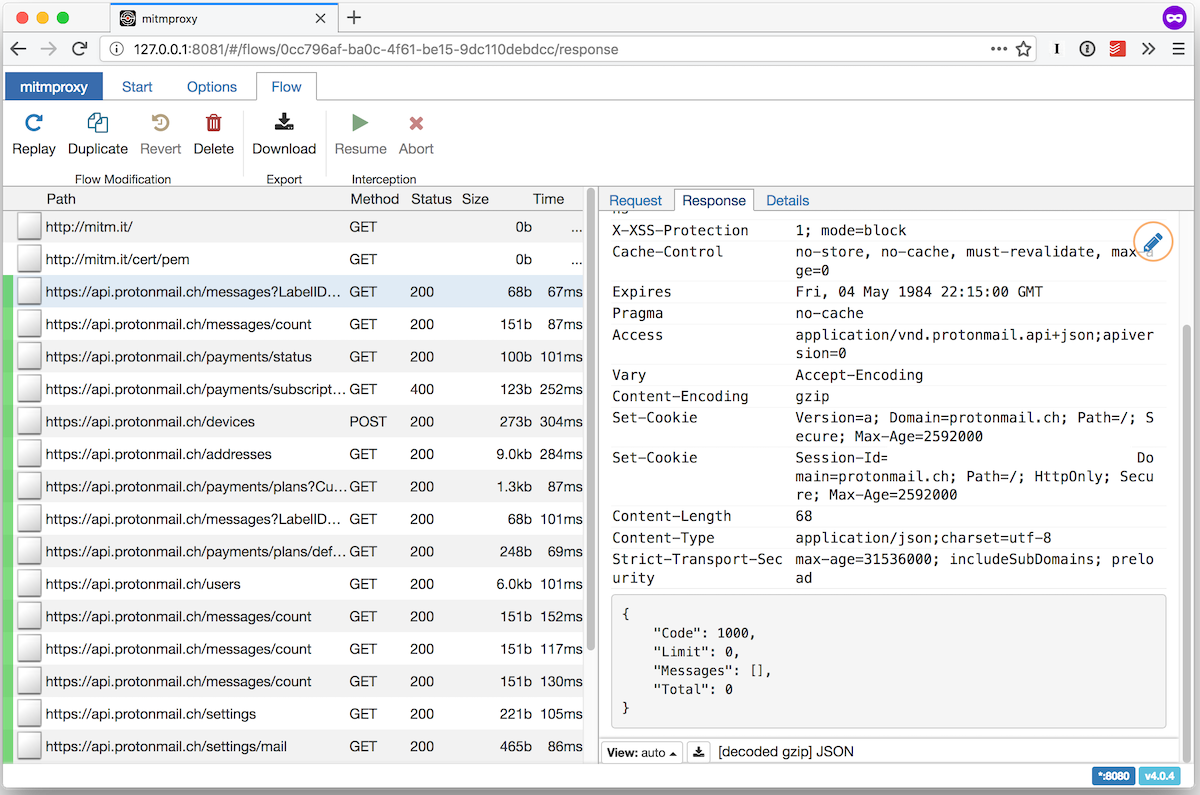 mitmproxy
127.0.0.1:8081/#/flows/0cc796af-ba0c-4f61-be15-9dc110debdcc/response
mitmproxy Start Options Flow
Replay Duplicate Revert Delete Download Resume Abort
Flow Modification Export Interception
Path Method Status Size Time
http://mitm.it/ GET 0b ...
http://mitm.it/cert/pem GET 0b ...
https://api.protonmail.ch/messages?LabelID... GET 200 68b 67ms
https://api.protonmail.ch/messages/count GET 200 151b 87ms
https://api.protonmail.ch/payments/status GET 200 100b 101ms
https://api.protonmail.ch/payments/subscript... GET 400 123b 252ms
https://api.protonmail.ch/devices POST 200 273b 304ms
https://api.protonmail.ch/addresses GET 200 9.0kb 284ms
https://api.protonmail.ch/payments/plans?Cu... GET 200 1.3kb 87ms
https://api.protonmail.ch/messages?LabelID... GET 200 68b 101ms
https://api.protonmail.ch/payments/plans/def... GET 200 248b 69ms
https://api.protonmail.ch/users GET 200 6.0kb 101ms
https://api.protonmail.ch/messages/count GET 200 151b 152ms
https://api.protonmail.ch/messages/count GET 200 151b 117ms
https://api.protonmail.ch/messages/count GET 200 151b 130ms
https://api.protonmail.ch/settings GET 200 221b 105ms
https://api.protonmail.ch/settings/mail GET 200 465b 86ms
Request Response Details
X-XSS-Protection 1; mode=block
Cache-Control no-store, no-cache, must-revalidate, max
ge=0
Expires Fri, 04 May 1984 22:15:00 GMT
Pragma no-cache
Access application/vnd.protonmail.api+json;apiver
sion=0
Vary Accept-Encoding
Content-Encoding gzip
Set-Cookie Version=a; Domain=protonmail.ch; Path=/; S
ecure; Max-Age=2592000
Set-Cookie Session-Id= Do
main=protonmail.ch; Path=/; HttpOnly; Secu
re; Max-Age=2592000
Content-Length 68
Content-Type application/json;charset=utf-8
Strict-Transport-Sec max-age=31536000; includeSubDomains; prelo
urity ad
{
"Code": 1000,
"Limit": 0,
"Messages": [],
"Total": 0
}
View: auto [decoded gzip] JSON
*:8080 v4.0.4